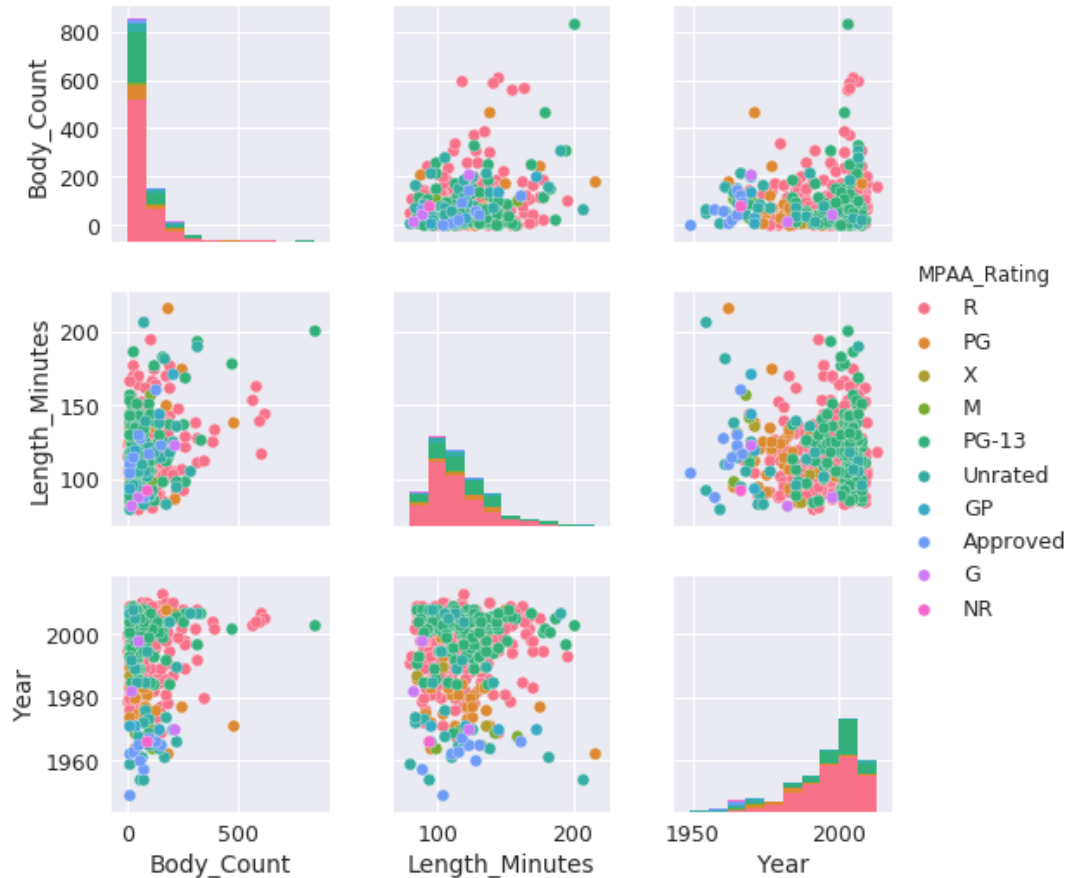 800
600
400
200
0
Body_Count
200
150
100
Length_Minutes
2000
1980
1960
Year
0 500
Body_Count
100 200
Length_Minutes
1950 2000
Year
MPAA_Rating
R
PG
X
M
PG-13
Unrated
GP
Approved
G
NR